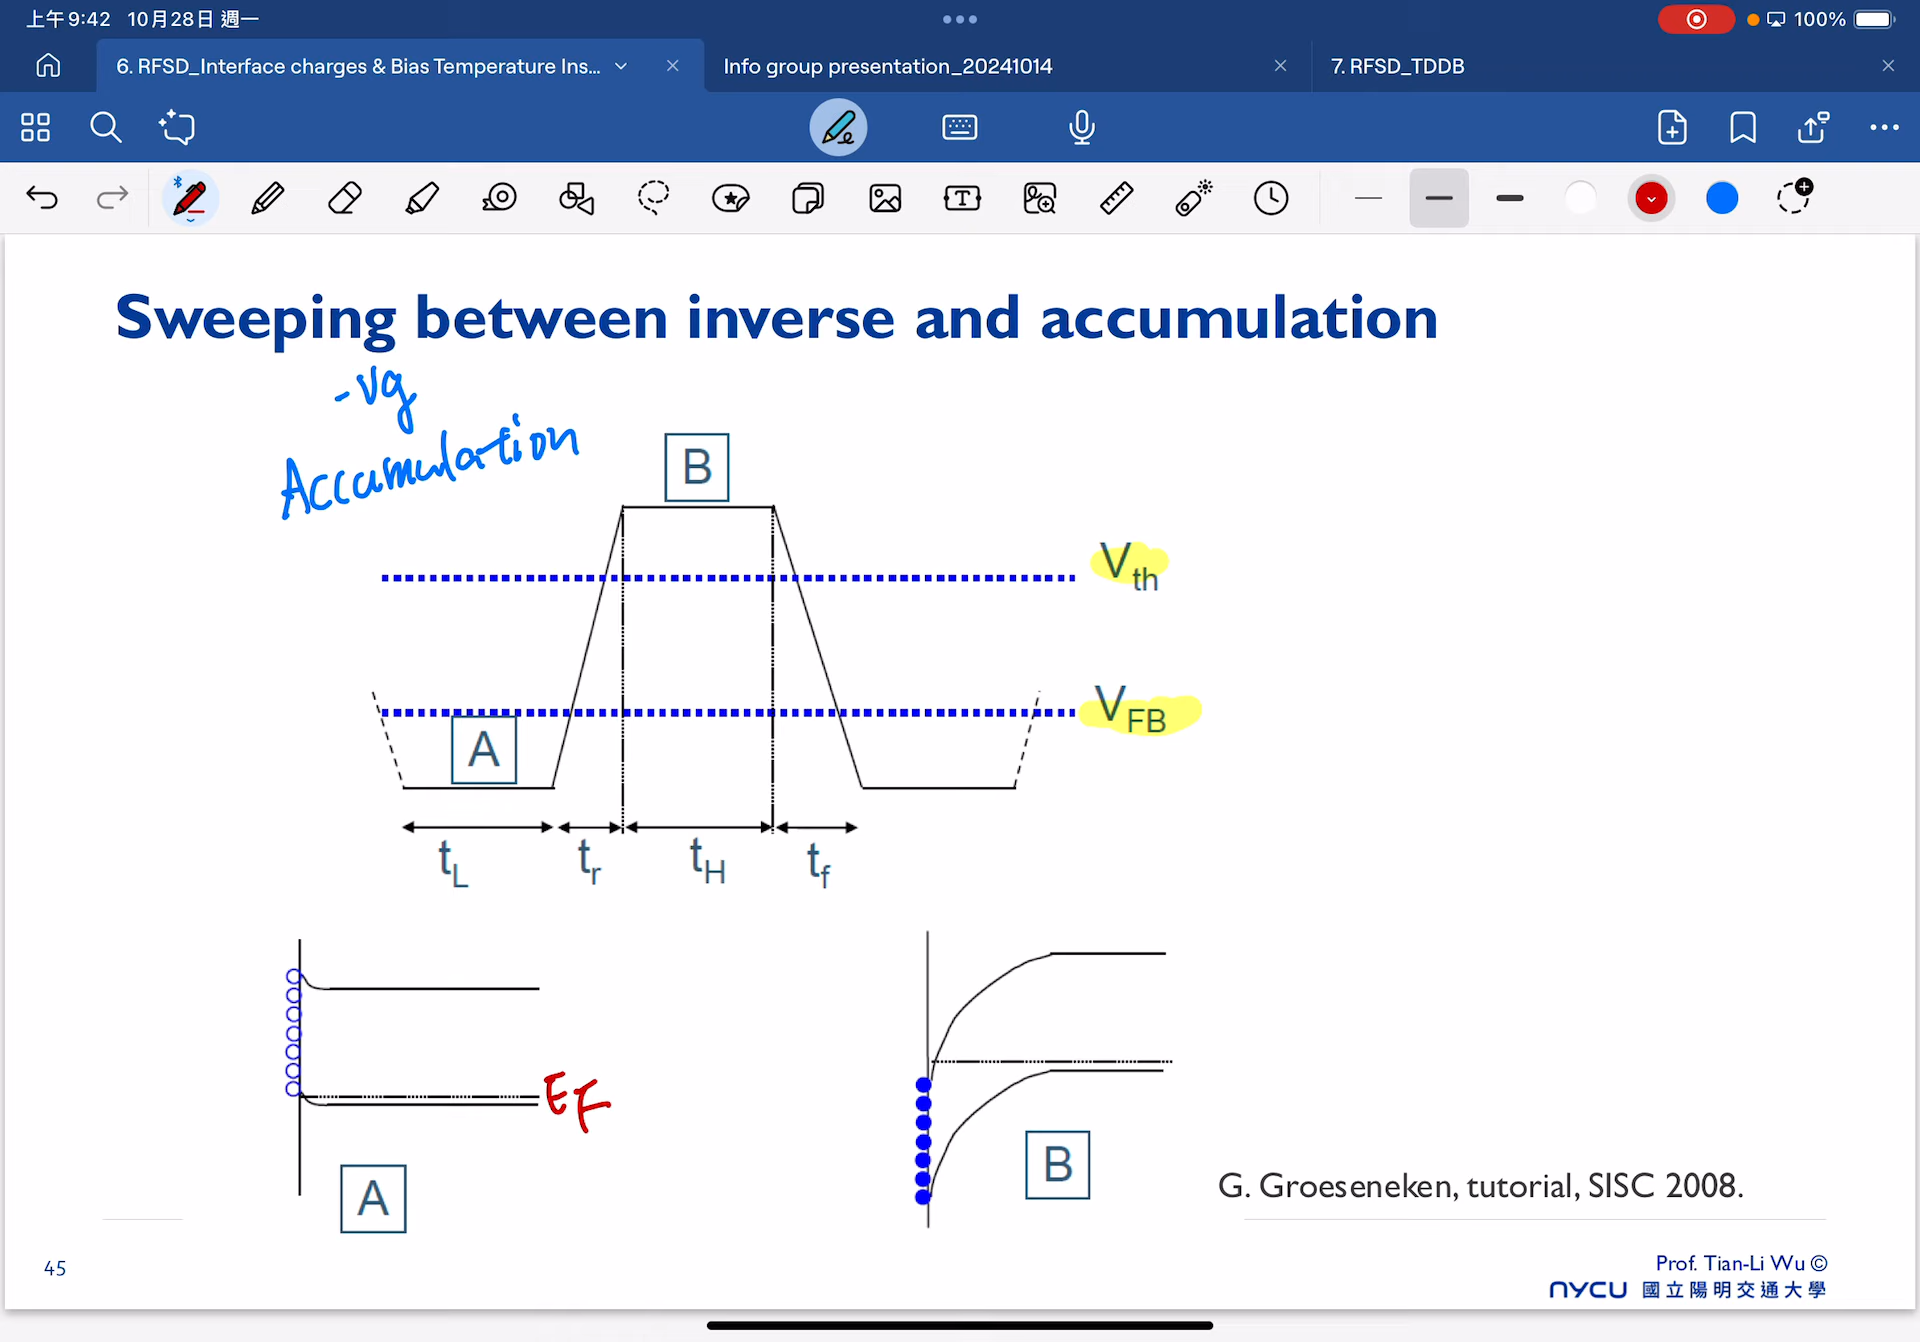 上午9:42 10月28日 週一
100%
6. RFSD_Interface charges & Bias Temperature Ins...
Info group presentation_20241014
7. RFSD_TDDB
Sweeping between inverse and accumulation
-Vg
Accumulation
B
Vth
VFB
A
tL
tr
tH
tf
EF
A
B
G. Groeseneken, tutorial, SISC 2008.
45
Prof. Tian-Li Wu ©
NYCU 國立陽明交通大學